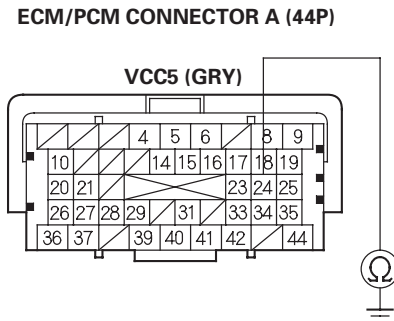 ECM/PCM CONNECTOR A (44P)
VCC5 (GRY)
4 5 6 8 9
10 14 15 16 17 18 19
20 21 23 24 25
26 27 28 29 31 33 34 35
36 37 39 40 41 42 44
Ω